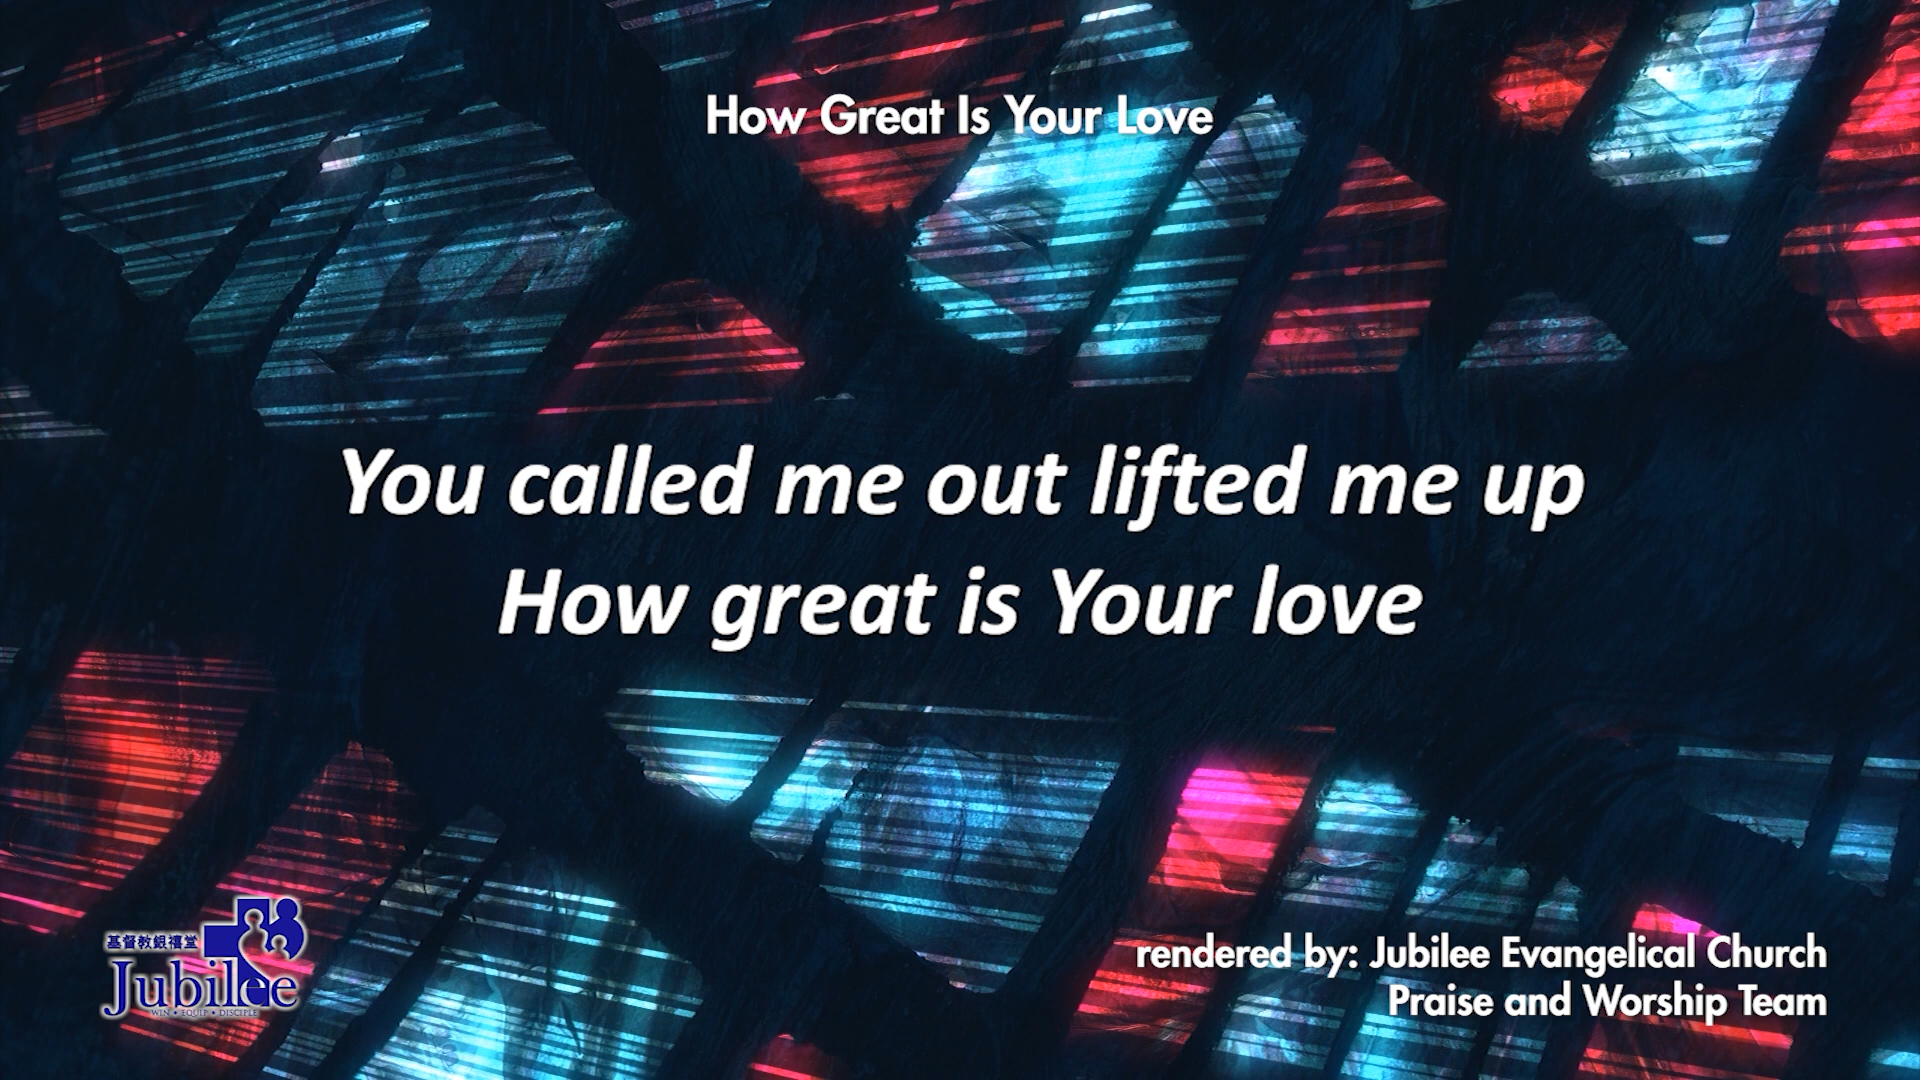 How Great Is Your Love
You called me out lifted me up
How great is Your love
基督教銀禧堂
Jubilee
WIN • EQUIP • DISCIPLE
rendered by: Jubilee Evangelical Church
Praise and Worship Team